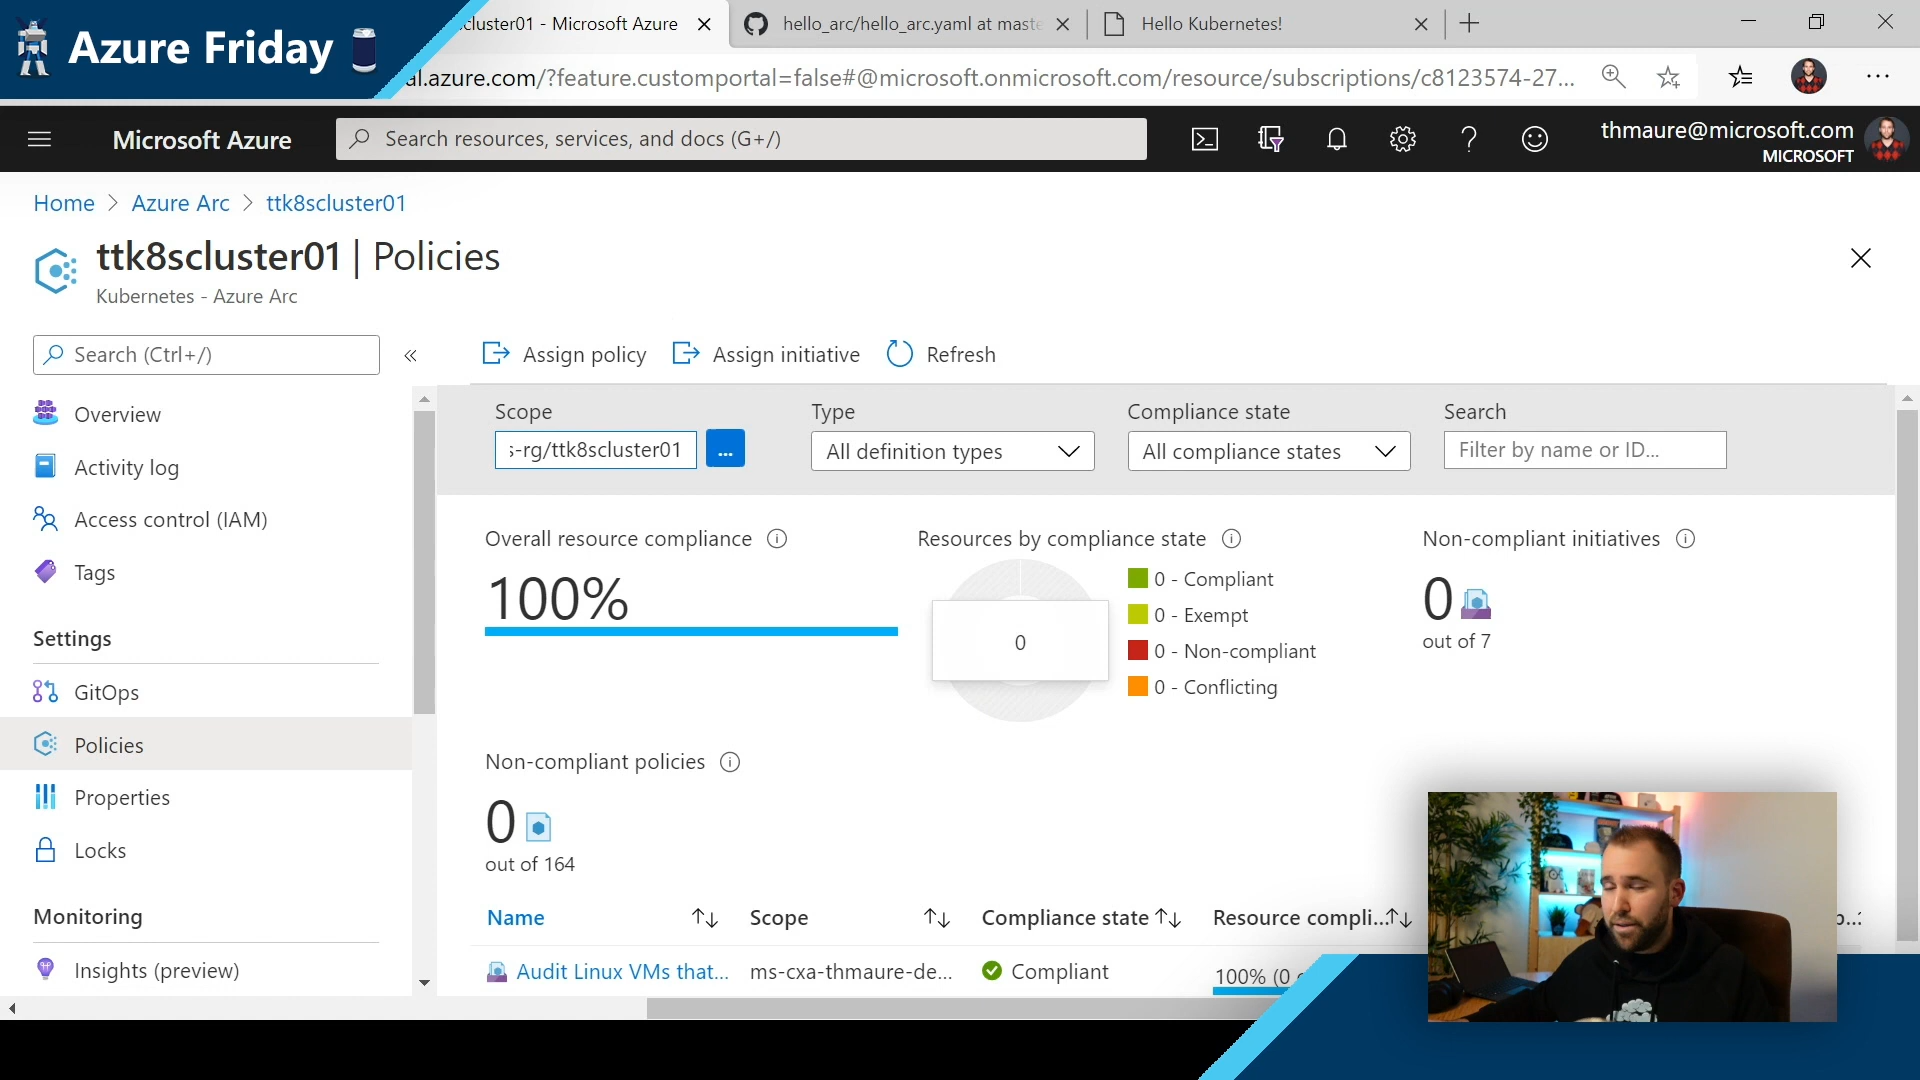 Azure Friday
cluster01 - Microsoft Azure
hello_arc/hello_arc.yaml at maste
Hello Kubernetes!
al.azure.com/?feature.customportal=false#@microsoft.onmicrosoft.com/resource/subscriptions/c8123574-27...
Microsoft Azure
Search resources, services, and docs (G+/)
thmaure@microsoft.com
MICROSOFT
Home > Azure Arc > ttk8scluster01
ttk8scluster01 | Policies
Kubernetes - Azure Arc
Search (Ctrl+/)
«
Assign policy
Assign initiative
Refresh
Overview
Activity log
Access control (IAM)
Tags
Settings
GitOps
Policies
Properties
Locks
Monitoring
Insights (preview)
Scope
s-rg/ttk8scluster01
...
Type
All definition types
Compliance state
All compliance states
Search
Filter by name or ID...
Overall resource compliance
100%
Resources by compliance state
0
0 - Compliant
0 - Exempt
0 - Non-compliant
0 - Conflicting
Non-compliant initiatives
0
out of 7
Non-compliant policies
0
out of 164
Name
Scope
Compliance state
Resource compli...
Audit Linux VMs that...
ms-cxa-thmaure-de...
Compliant
100% (0